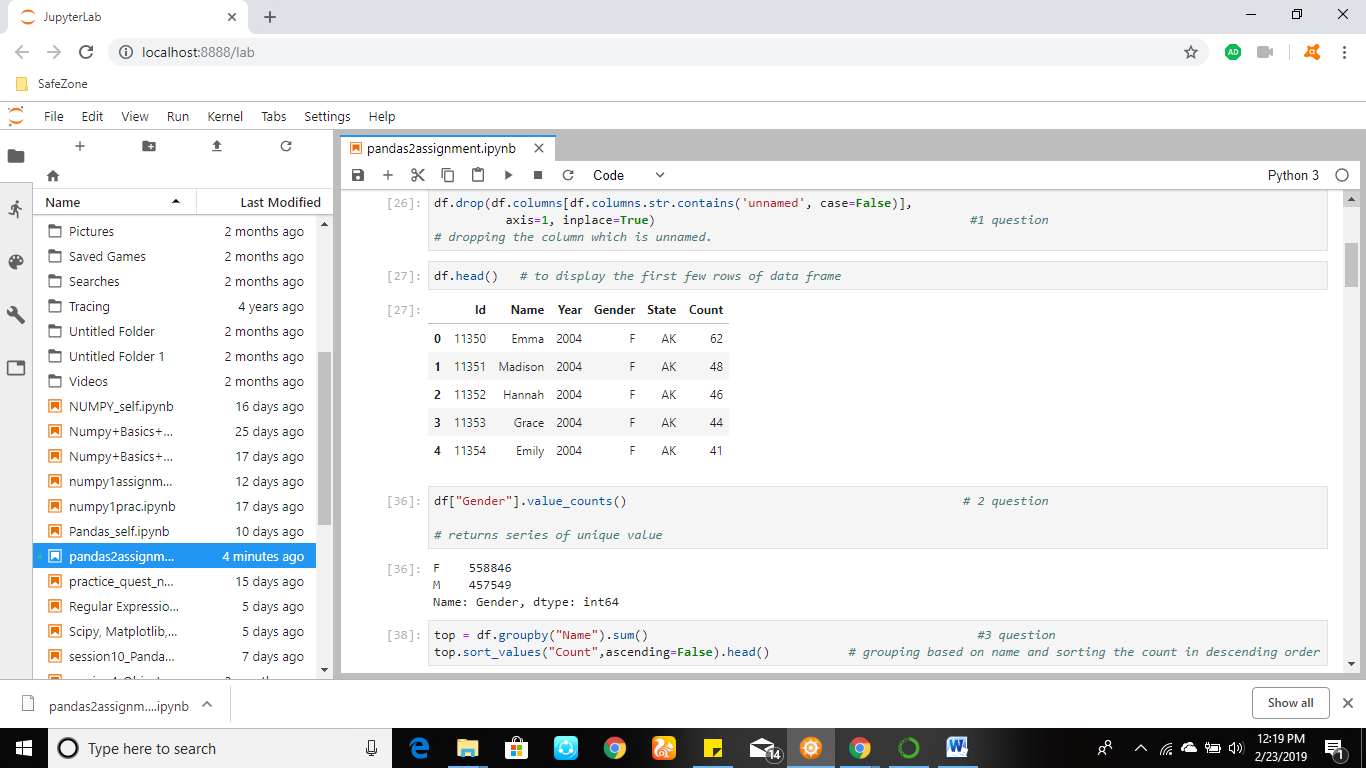 JupyterLab
localhost:8888/lab
AD
SafeZone
File Edit View Run Kernel Tabs Settings Help
pandas2assignment.ipynb
Code
Python 3
Name Last Modified
Pictures 2 months ago
Saved Games 2 months ago
Searches 2 months ago
Tracing 4 years ago
Untitled Folder 2 months ago
Untitled Folder 1 2 months ago
Videos 2 months ago
NUMPY_self.ipynb 16 days ago
Numpy+Basics+... 25 days ago
Numpy+Basics+... 17 days ago
numpy1assignm... 12 days ago
numpy1prac.ipynb 17 days ago
Pandas_self.ipynb 10 days ago
pandas2assignm... 4 minutes ago
practice_quest_n... 15 days ago
Regular Expressio... 5 days ago
Scipy, Matplotlib,... 5 days ago
session10_Panda... 7 days ago
[26]: df.drop(df.columns[df.columns.str.contains('unnamed', case=False)],
axis=1, inplace=True) #1 question
# dropping the column which is unnamed.
[27]: df.head() # to display the first few rows of data frame
[27]: Id Name Year Gender State Count
0 11350 Emma 2004 F AK 62
1 11351 Madison 2004 F AK 48
2 11352 Hannah 2004 F AK 46
3 11353 Grace 2004 F AK 44
4 11354 Emily 2004 F AK 41
[36]: df["Gender"].value_counts() # 2 question
# returns series of unique value
[36]: F 558846
M 457549
Name: Gender, dtype: int64
[38]: top = df.groupby("Name").sum() #3 question
top.sort_values("Count",ascending=False).head() # grouping based on name and sorting the count in descending order
pandas2assignm....ipynb
Show all
Type here to search
14
12:19 PM
2/23/2019
1